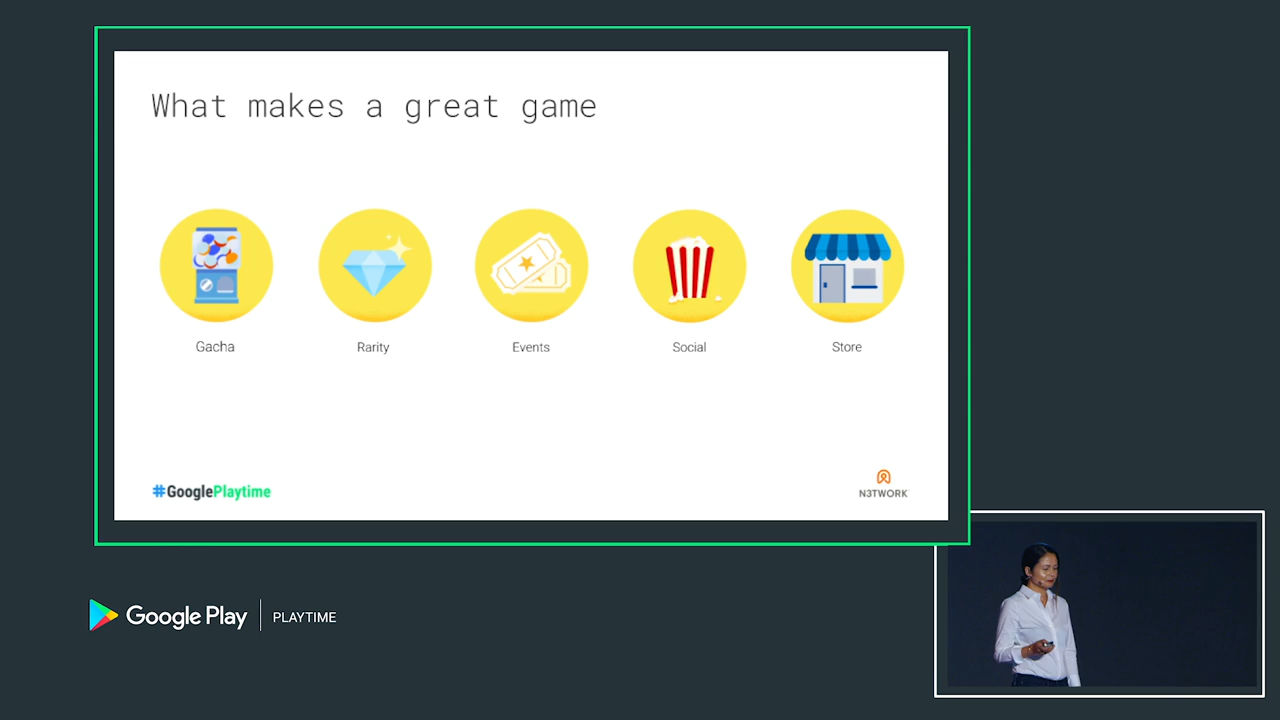 What makes a great game
Gacha
Rarity
Events
Social
Store
#GooglePlaytime
N3TWORK
Google Play
PLAYTIME